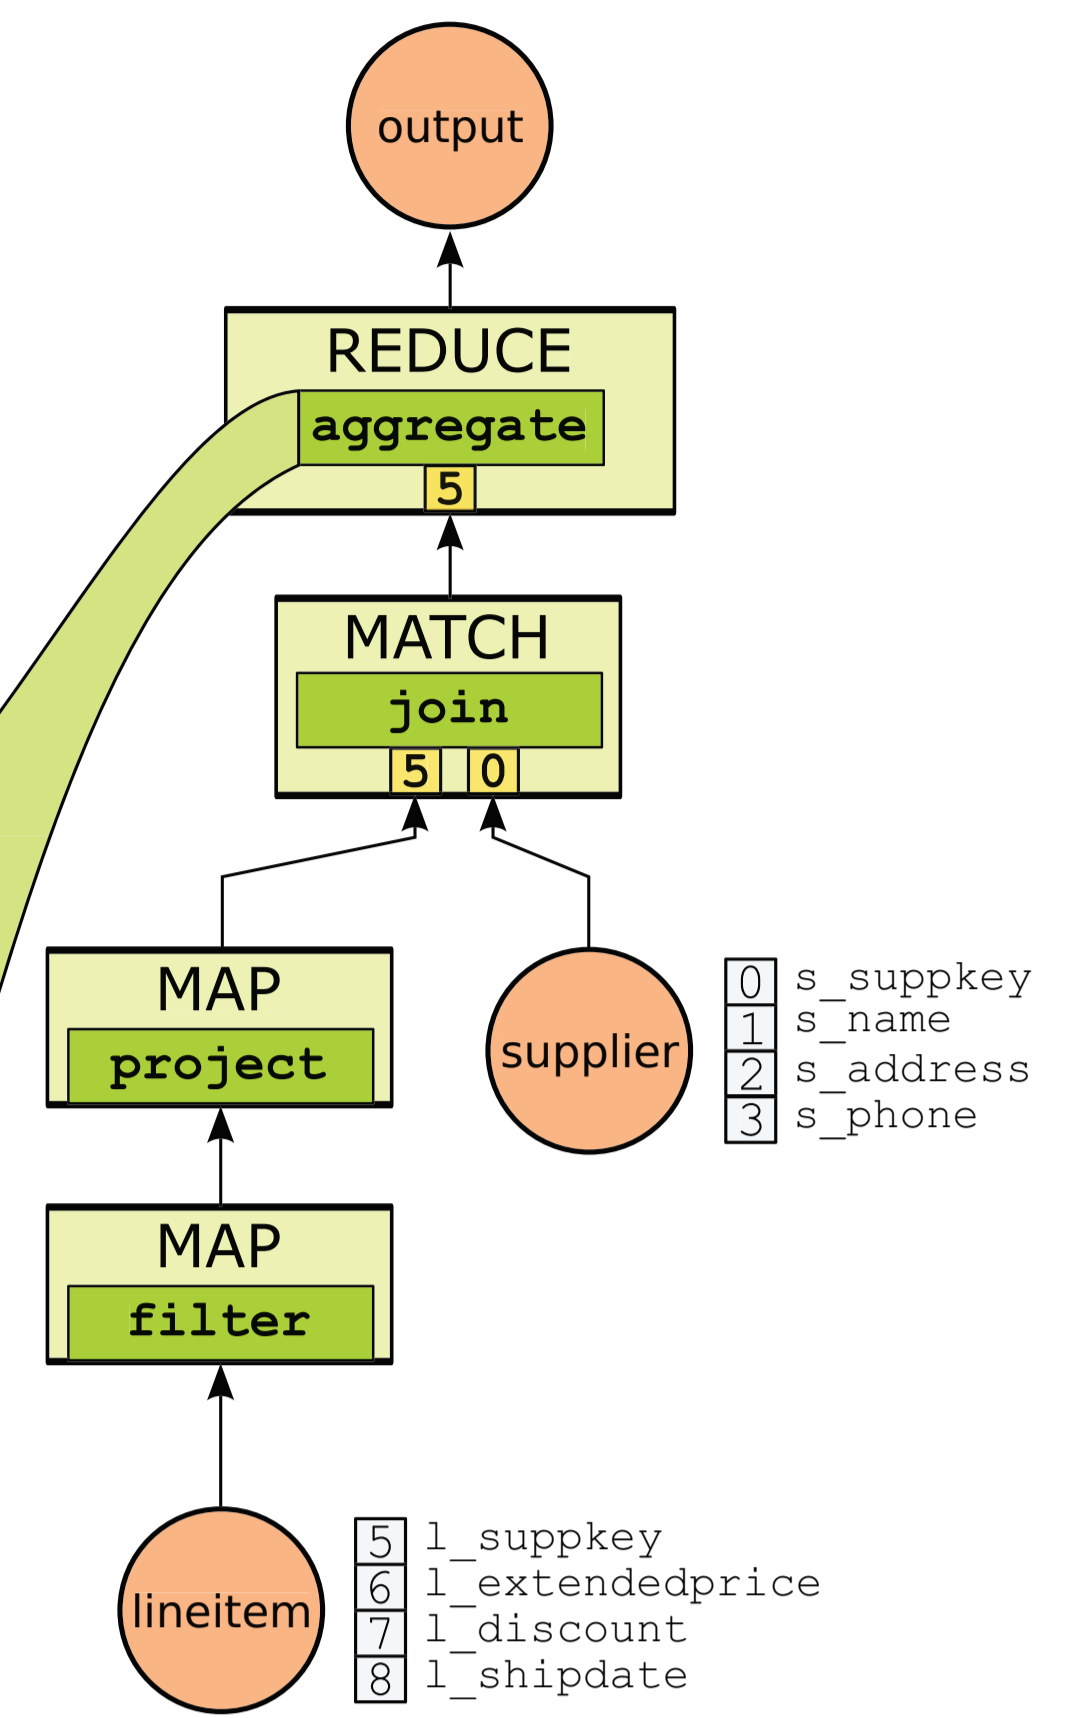 output
REDUCE
aggregate
5
MATCH
join
5 0
MAP
project
supplier
0 s_suppkey
1 s_name
2 s_address
3 s_phone
MAP
filter
lineitem
5 l_suppkey
6 l_extendedprice
7 l_discount
8 l_shipdate